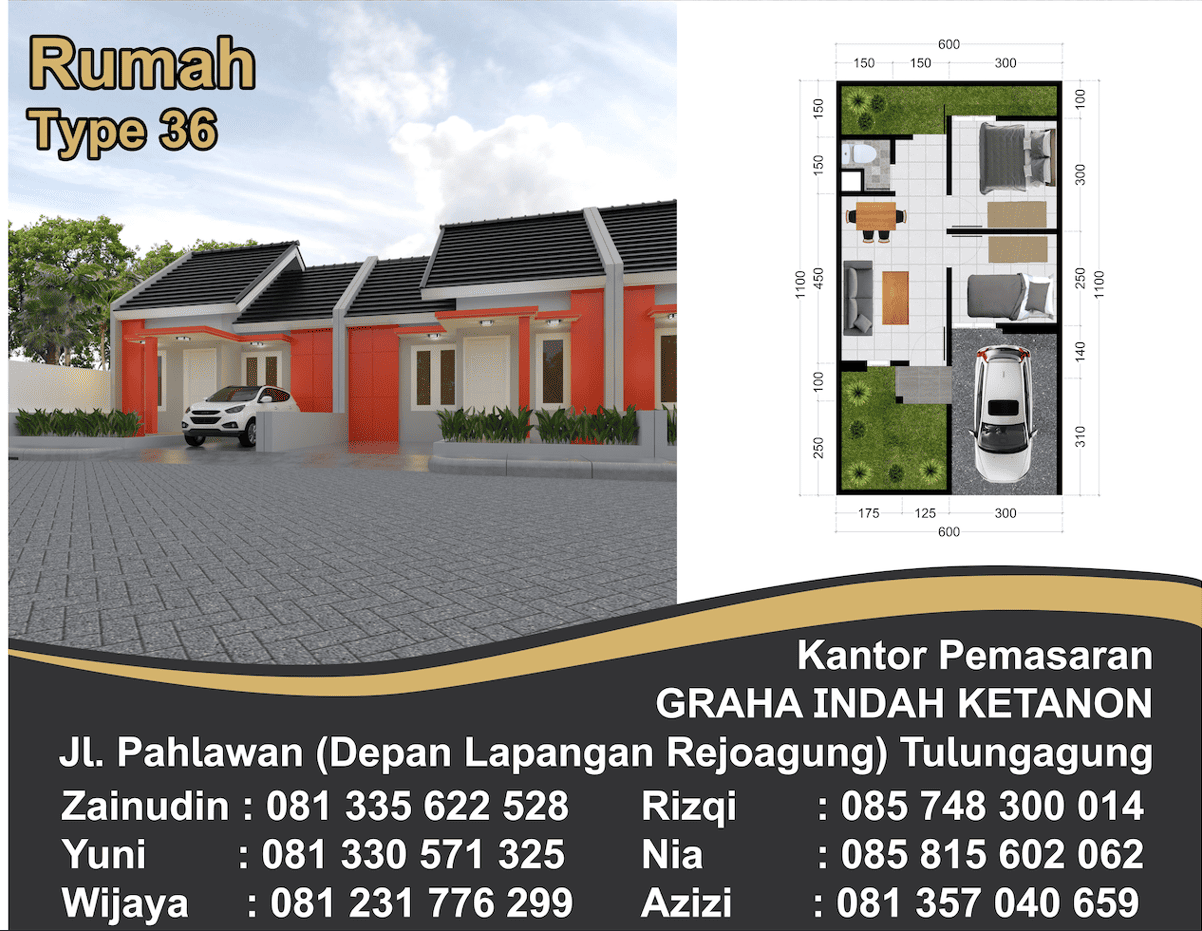 Rumah
Type 36
600
150 150 300
150
150
1100
450
100
250
100
300
250
1100
140
310
175 125 300
600
Kantor Pemasaran
GRAHA INDAH KETANON
Jl. Pahlawan (Depan Lapangan Rejoagung) Tulungagung
Zainudin : 081 335 622 528 Rizqi : 085 748 300 014
Yuni : 081 330 571 325 Nia : 085 815 602 062
Wijaya : 081 231 776 299 Azizi : 081 357 040 659